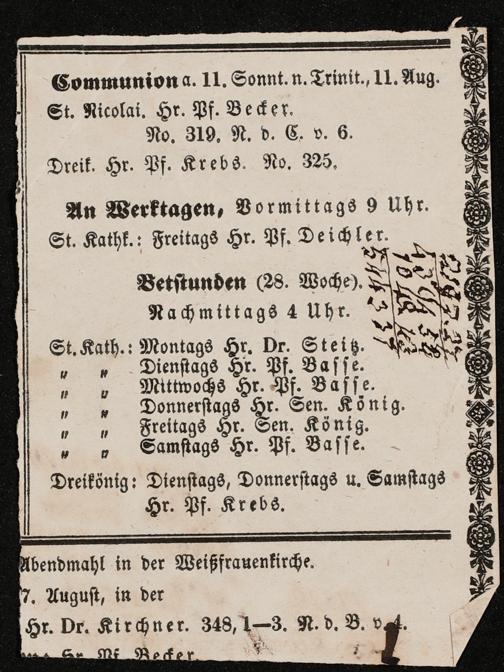 Communion a. 11. Sonnt. n. Trinit., 11. Aug.
St. Nicolai. Hr. Pf. Becker.
No. 319. N. d. C. v. 6.
Dreik. Hr. Pf. Krebs. No. 325.
An Werktagen, Vormittags 9 Uhr.
St. Kathk.: Freitags Hr. Pf. Deichler.
Betstunden (28. Woche).
Nachmittags 4 Uhr.
St. Kath.: Montags Hr. Dr. Steitz.
" " Dienstags Hr. Pf. Basse.
" " Mittwochs Hr. Pf. Basse.
" " Donnerstags Hr. Sen. König.
" " Freitags Hr. Sen. König.
" " Samstags Hr. Pf. Basse.
Dreikönig: Dienstags, Donnerstags u. Samstags
Hr. Pf. Krebs.
Abendmahl in der Weißfrauenkirche.
7. August, in der
Hr. Dr. Kirchner. 348, 1—3. N. d. B. v. 4.
Hr. Pf. Becker.